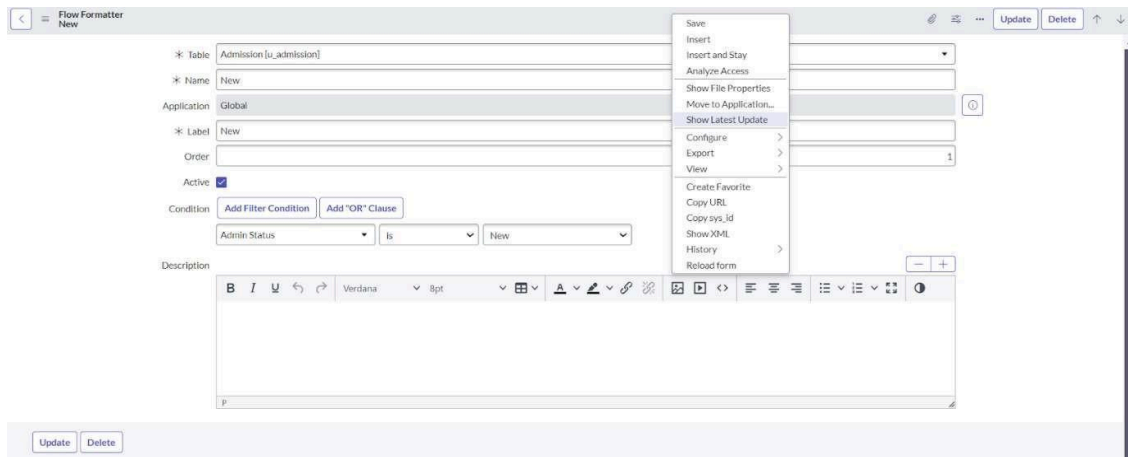 Flow Formatter
New
Update Delete
* Table Admission [u_admission]
* Name New
Application Global
* Label New
Order 1
Active
Condition Add Filter Condition Add "OR" Clause
Admin Status is New
Description
B I U Verdana 8pt A
P
Save
Insert
Insert and Stay
Analyze Access
Show File Properties
Move to Application...
Show Latest Update
Configure
Export
View
Create Favorite
Copy URL
Copy sys_id
Show XML
History
Reload form
Update Delete